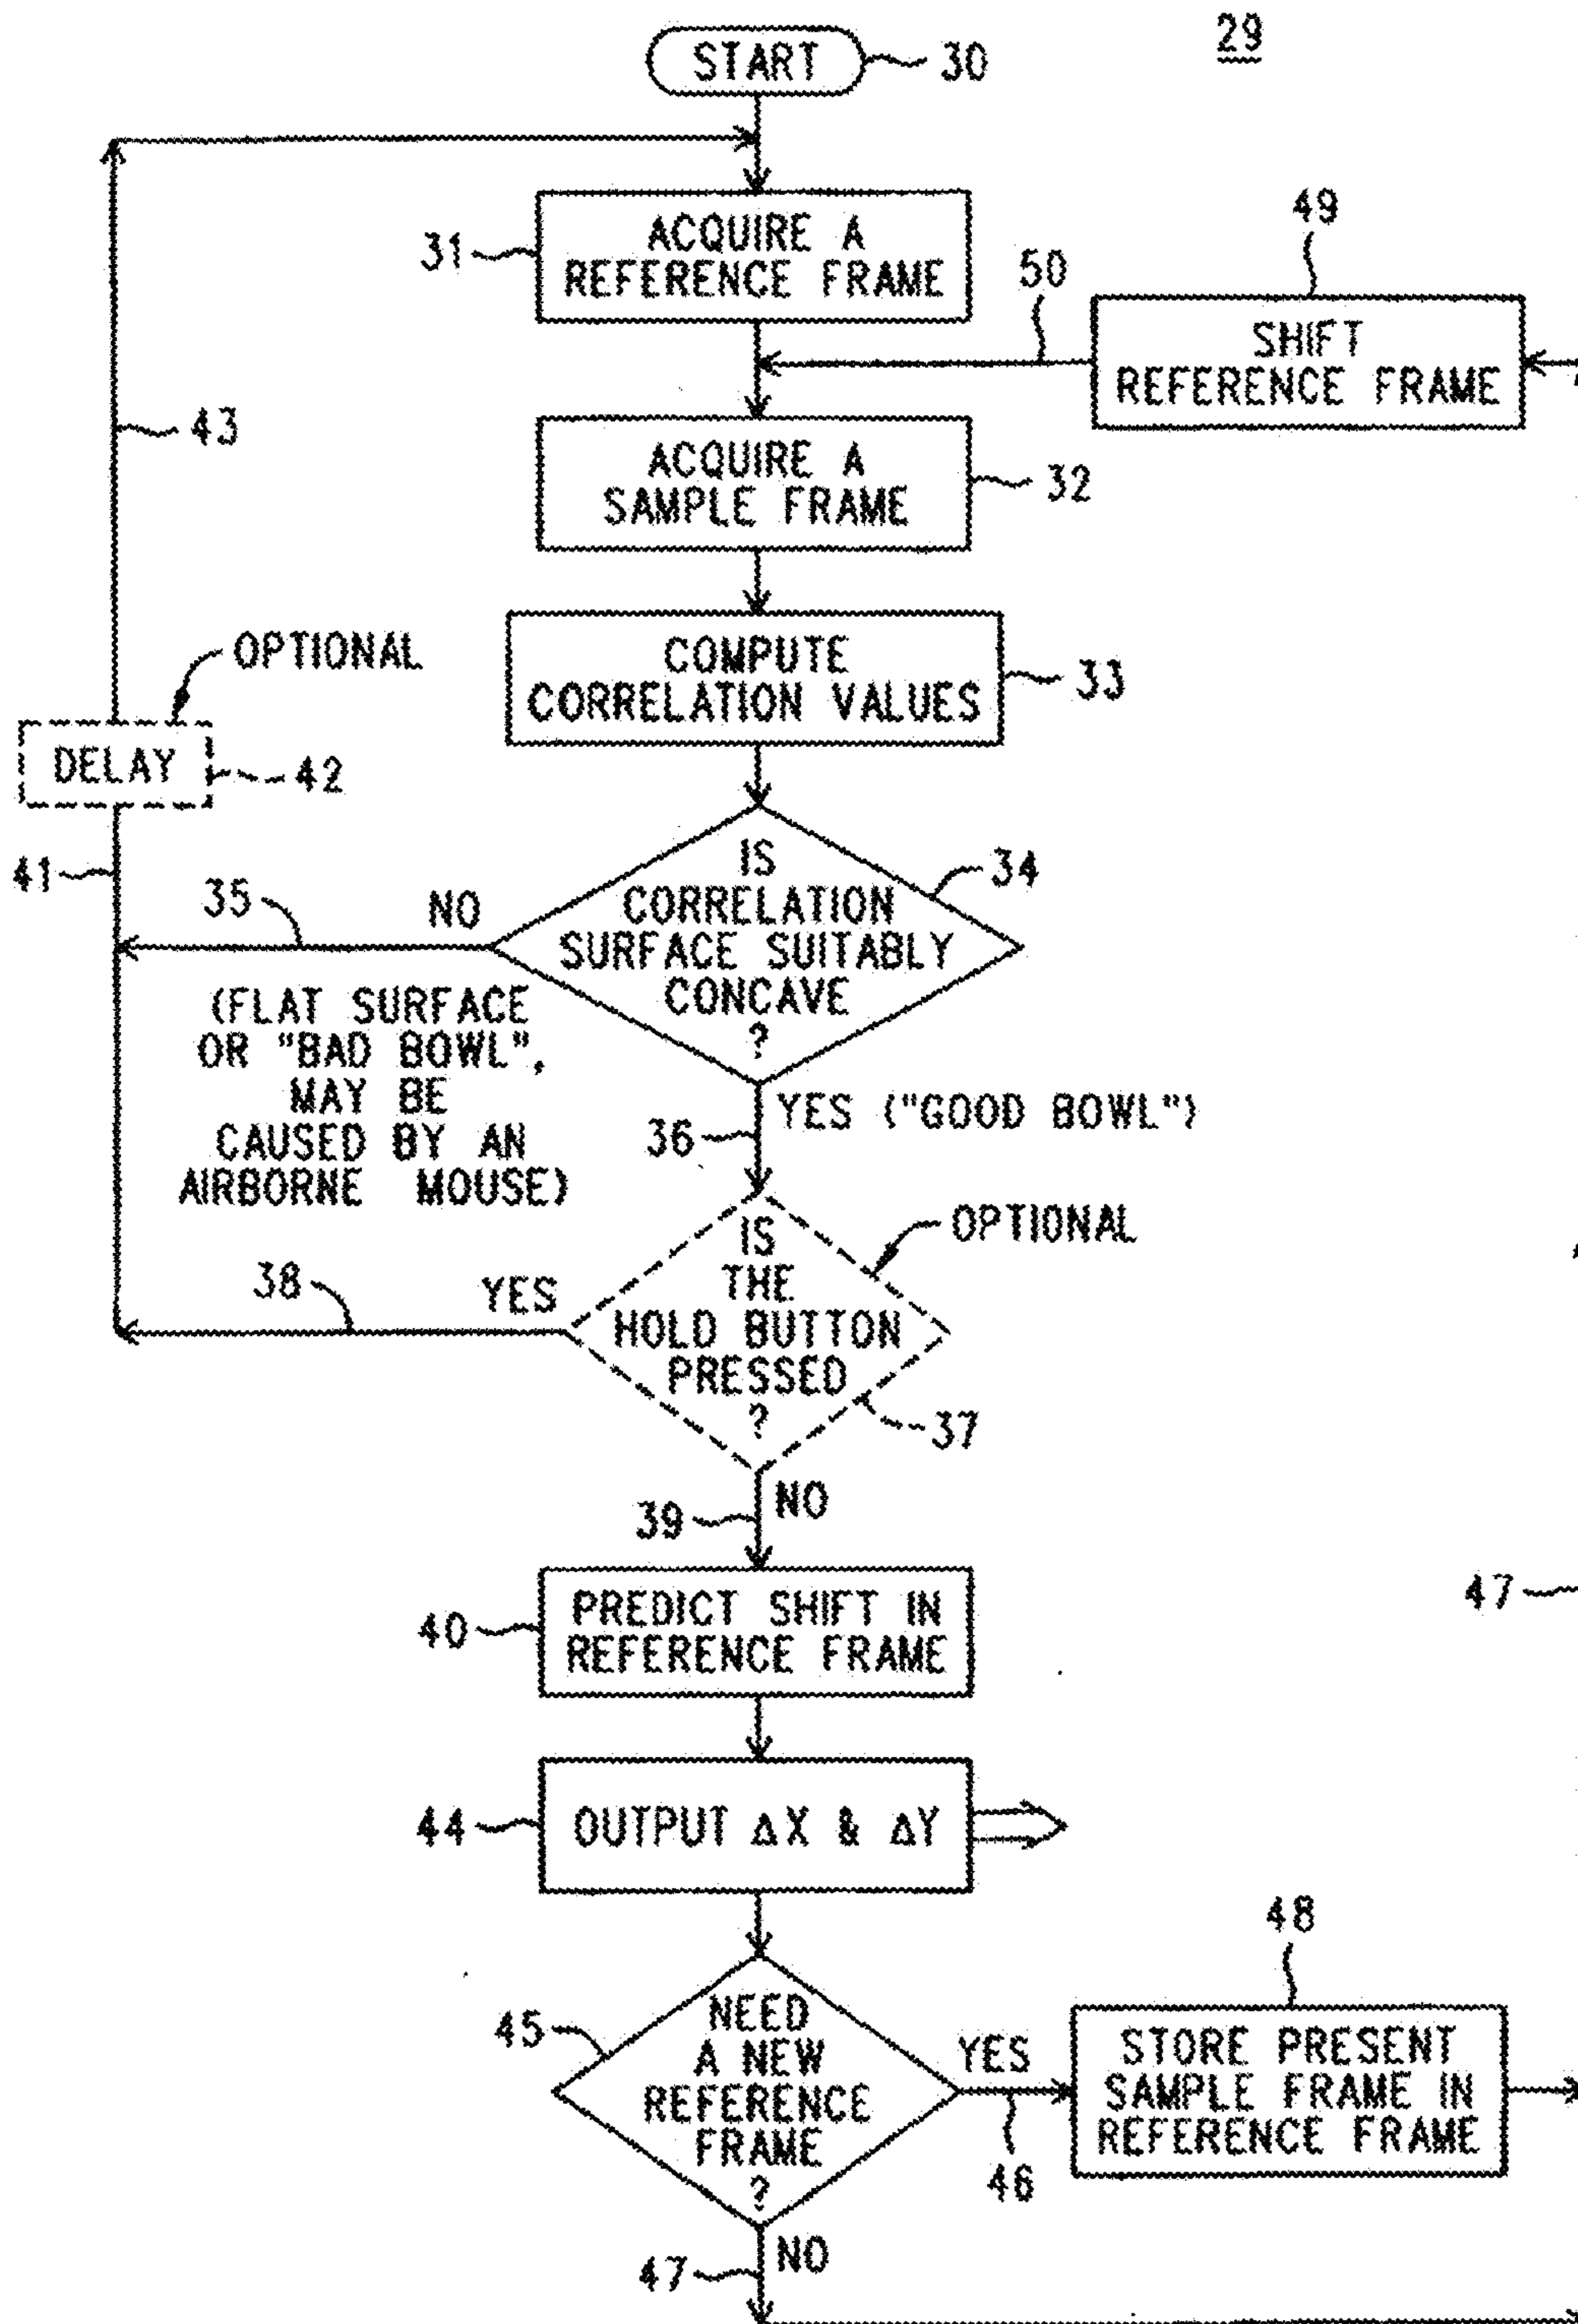 29
START
30
ACQUIRE A
REFERENCE FRAME
31
49
50
SHIFT
REFERENCE FRAME
43
ACQUIRE A
SAMPLE FRAME
32
OPTIONAL
COMPUTE
CORRELATION VALUES
33
DELAY
42
41
35
NO
IS
CORRELATION
SURFACE SUITABLY
CONCAVE
?
34
(FLAT SURFACE
OR "BAD BOWL",
MAY BE
CAUSED BY AN
AIRBORNE MOUSE)
36
YES ("GOOD BOWL")
OPTIONAL
38
YES
IS
THE
HOLD BUTTON
PRESSED
?
37
39
NO
40
PREDICT SHIFT IN
REFERENCE FRAME
47
44
OUTPUT ΔX & ΔY
48
45
NEED
A NEW
REFERENCE
FRAME
?
YES
46
STORE PRESENT
SAMPLE FRAME IN
REFERENCE FRAME
47
NO